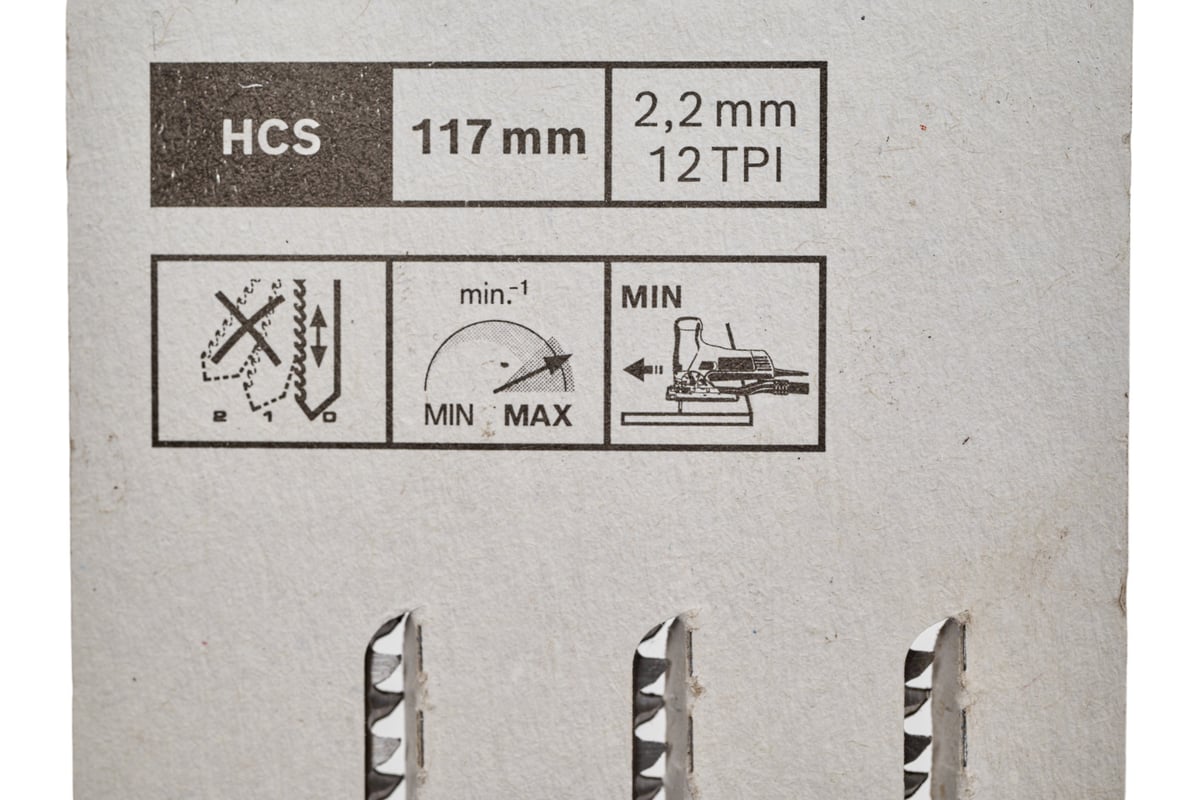 HCS
117 mm
2,2 mm
12 TPI
2 1 0
min.⁻¹
MIN MAX
MIN